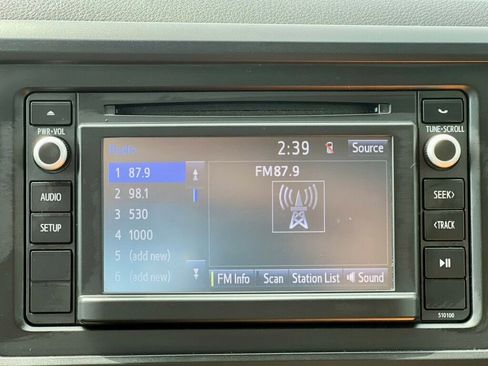 PWR•VOL
AUDIO
SETUP
Radio 2:39 Source
1 87.9
2 98.1
3 530
4 1000
5 (add new)
6 (add new)
FM87.9
FM Info Scan Station List Sound
TUNE•SCROLL
SEEK>
<TRACK
510100